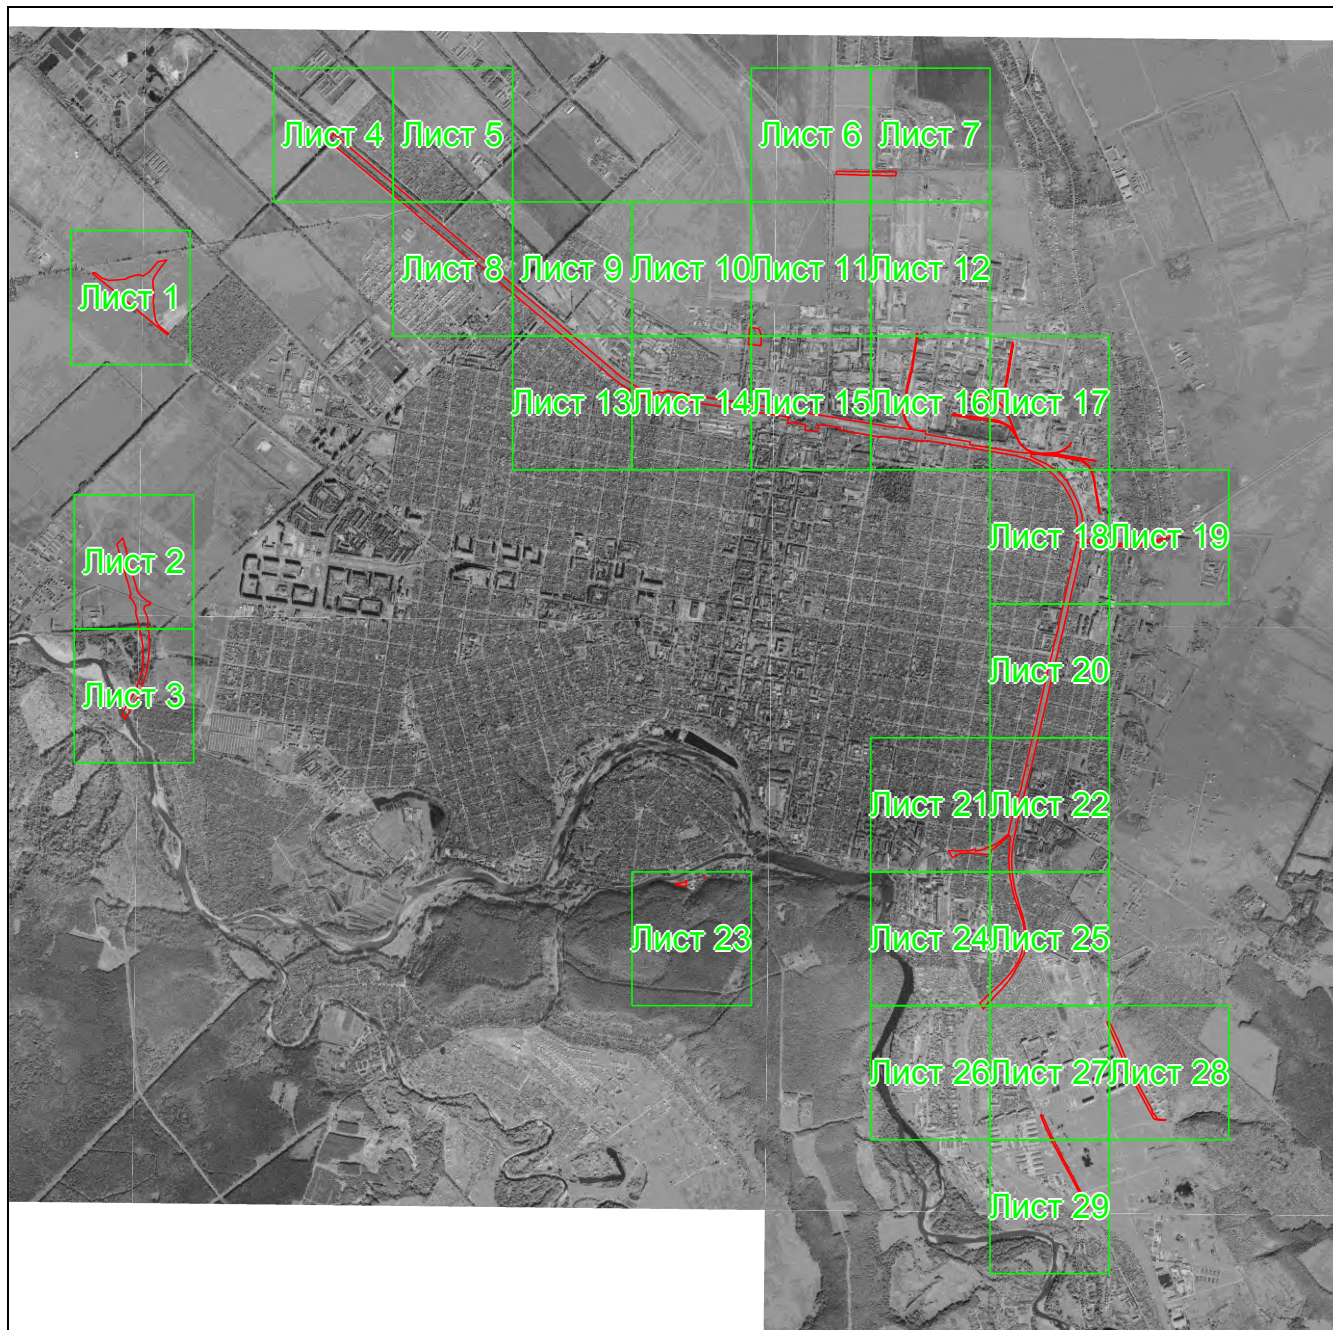 Лист 4
Лист 5
Лист 6
Лист 7
Лист 1
Лист 8
Лист 9
Лист 10
Лист 11
Лист 12
Лист 13
Лист 14
Лист 15
Лист 16
Лист 17
Лист 2
Лист 18
Лист 19
Лист 3
Лист 20
Лист 21
Лист 22
Лист 23
Лист 24
Лист 25
Лист 26
Лист 27
Лист 28
Лист 29